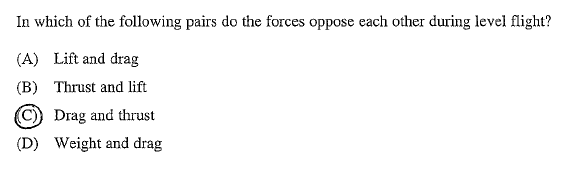 In which of the following pairs do the forces oppose each other during level flight?
(A) Lift and drag
(B) Thrust and lift
(C) Drag and thrust
(D) Weight and drag